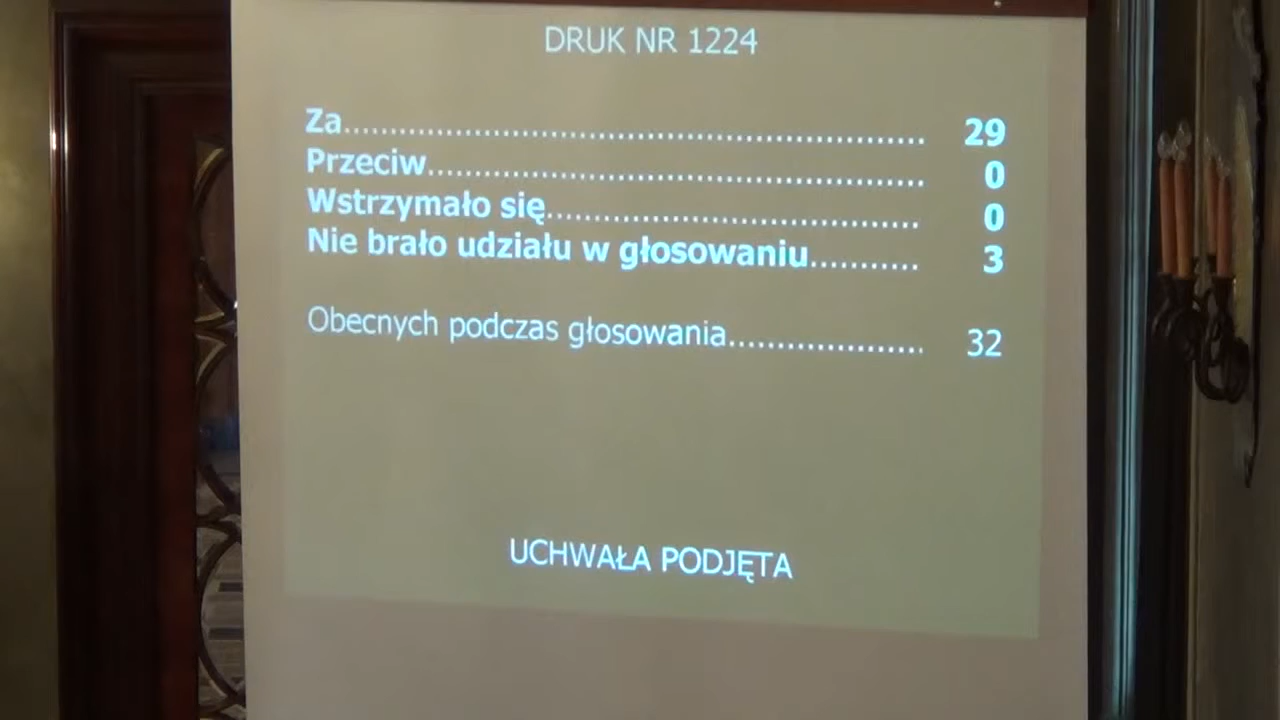 DRUK NR 1224
Za............................................................. 29
Przeciw.................................................... 0
Wstrzymało się....................................... 0
Nie brało udziału w głosowaniu........... 3
Obecnych podczas głosowania.................... 32
UCHWAŁA PODJĘTA